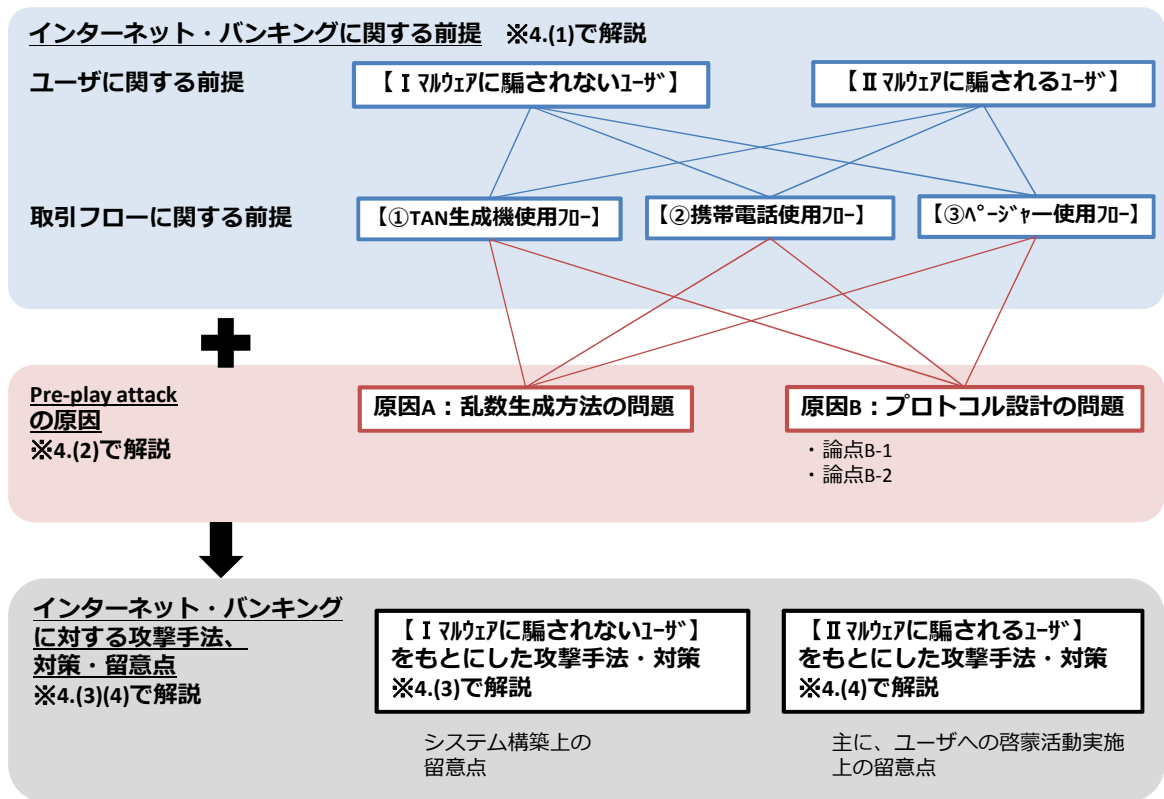 インターネット・バンキングに関する前提　※4.(1)で解説
ユーザに関する前提
【Ⅰ ﾏﾙｳｪｱに騙されないﾕｰｻﾞ】
【Ⅱ ﾏﾙｳｪｱに騙されるﾕｰｻﾞ】
取引フローに関する前提
【①TAN生成機使用ﾌﾛｰ】
【②携帯電話使用ﾌﾛｰ】
【③ﾍﾟｰｼﾞｬｰ使用ﾌﾛｰ】
Pre-play attack
の原因
※4.(2)で解説
原因A：乱数生成方法の問題
原因B：プロトコル設計の問題
・論点B-1
・論点B-2
インターネット・バンキング
に対する攻撃手法、
対策・留意点
※4.(3)(4)で解説
【Ⅰ ﾏﾙｳｪｱに騙されないﾕｰｻﾞ】
をもとにした攻撃手法・対策
※4.(3)で解説
【Ⅱ ﾏﾙｳｪｱに騙されるﾕｰｻﾞ】
をもとにした攻撃手法・対策
※4.(4)で解説
システム構築上の
留意点
主に、ユーザへの啓蒙活動実施
上の留意点